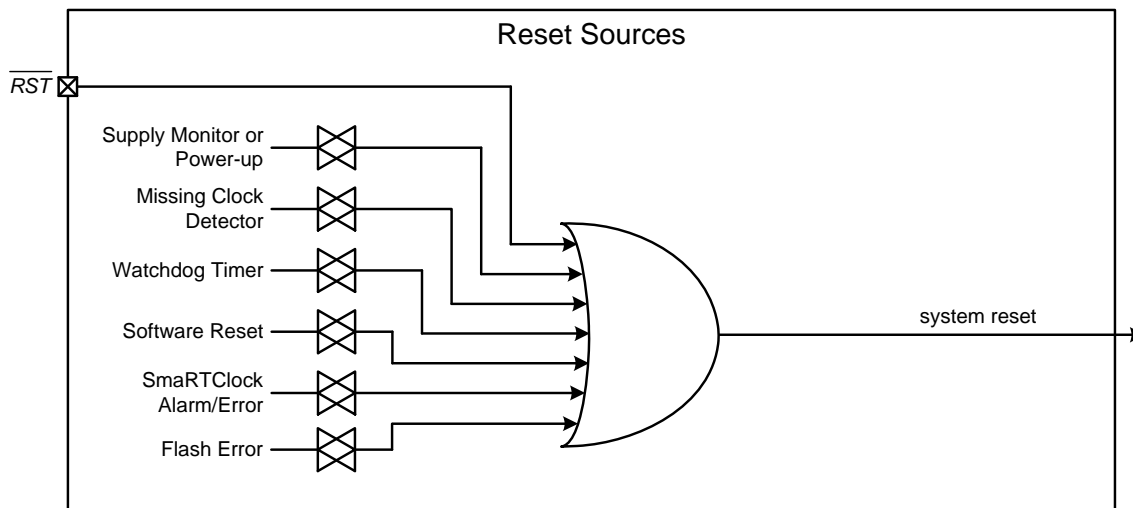 Reset Sources
RST
Supply Monitor or
Power-up
Missing Clock
Detector
Watchdog Timer
Software Reset
SmaRTClock
Alarm/Error
Flash Error
system reset